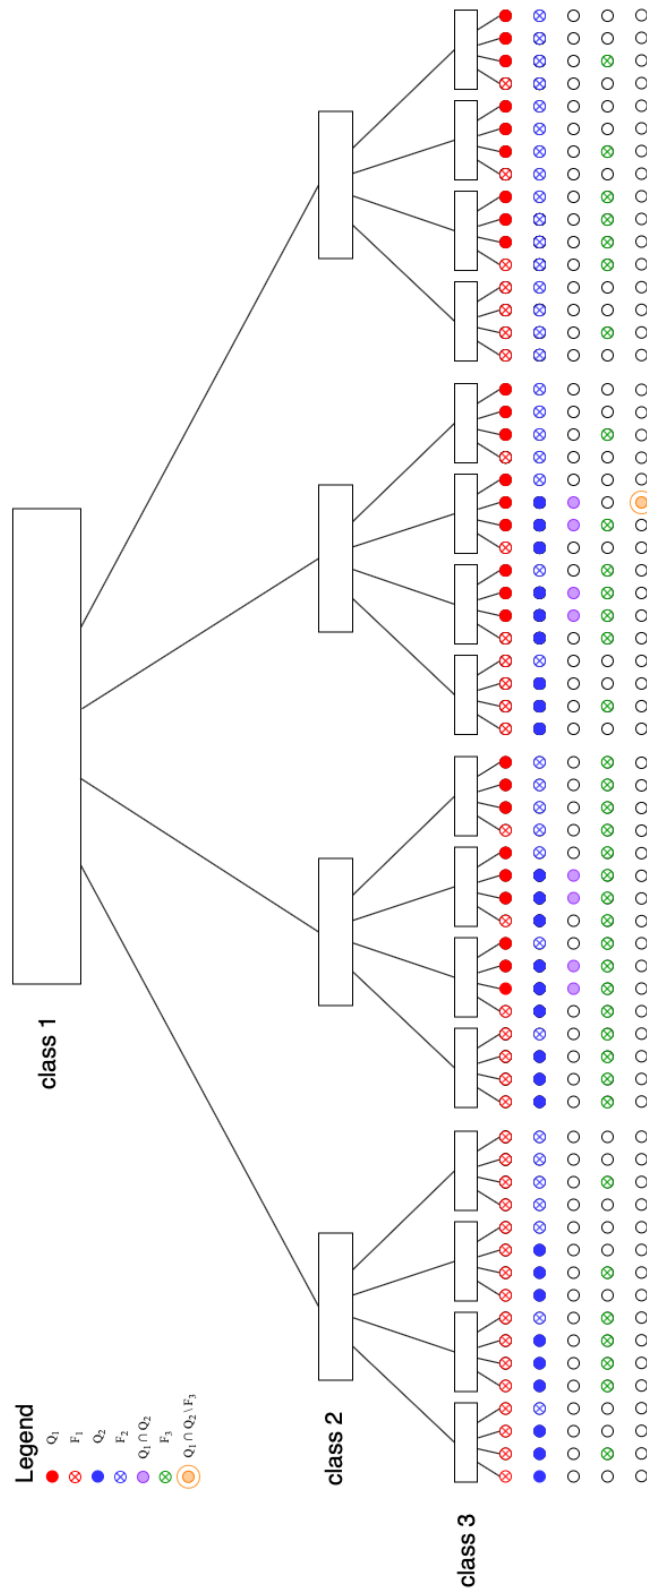 Legend
Q₁
F₁
Q₂
F₂
Q₁ ∩ Q₂
F₃
Q₁ ∩ Q₂ \ F₃
class 1
class 2
class 3